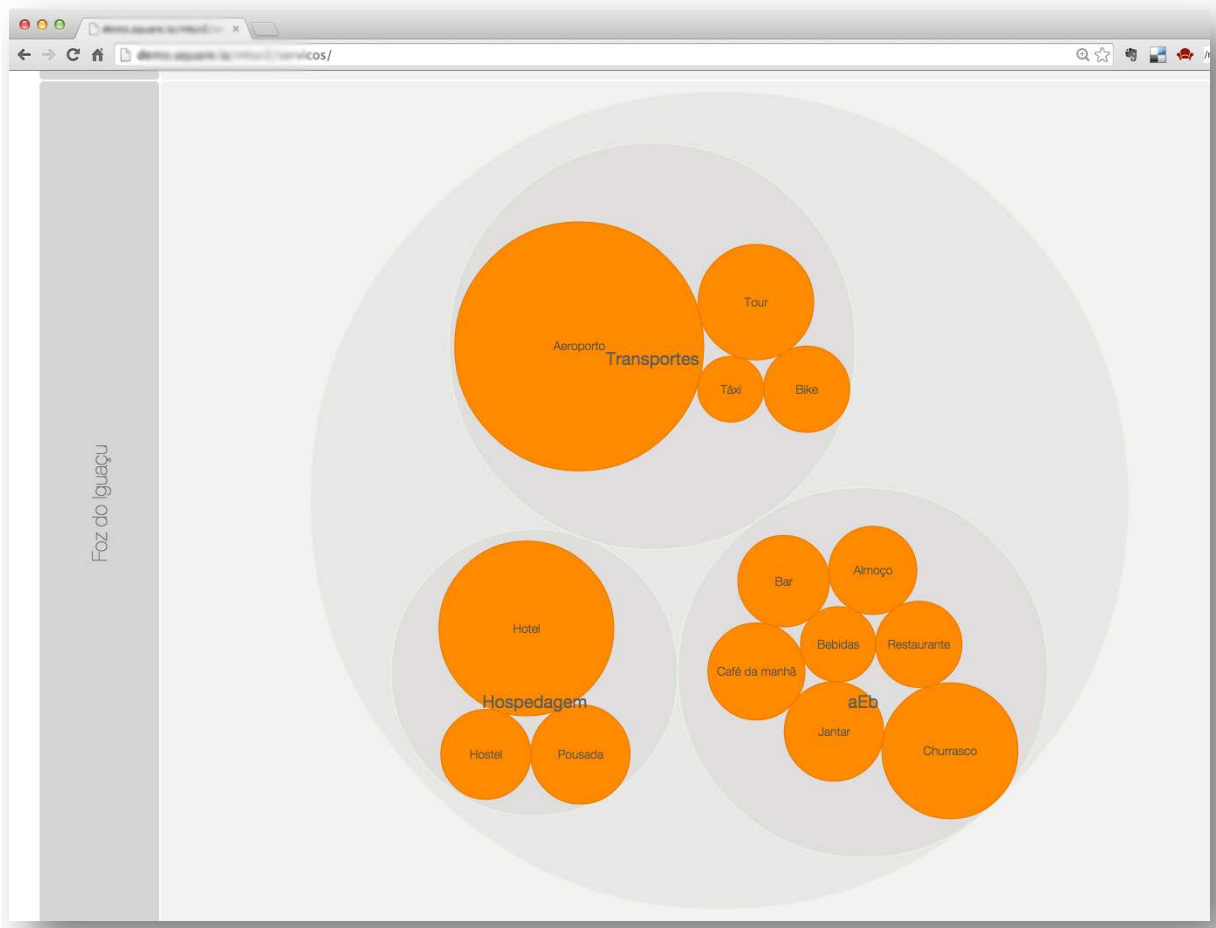 cos/
Foz do Iguaçu
Aeroporto
Transportes
Tour
Táxi
Bike
Hotel
Hospedagem
Hostel
Pousada
Bar
Almoço
Bebidas
Restaurante
Café da manhã
aEb
Jantar
Churrasco